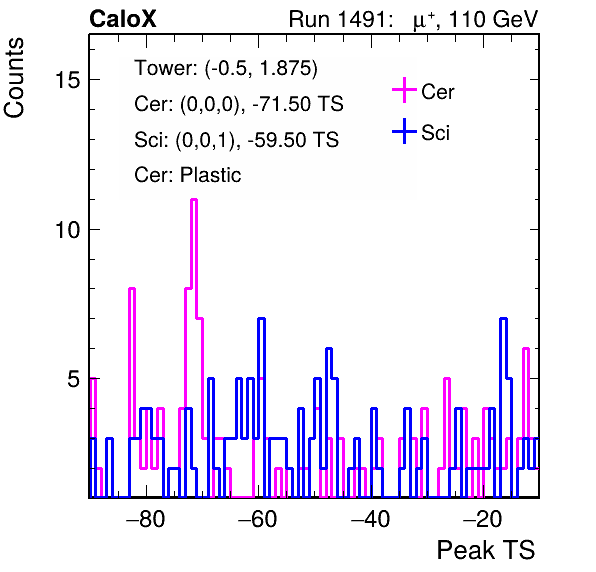 CaloX Run 1491: μ⁺, 110 GeV
Counts
Tower: (-0.5, 1.875)
Cer: (0,0,0), -71.50 TS
Sci: (0,0,1), -59.50 TS
Cer: Plastic
Cer
Sci
15
10
5
−80 −60 −40 −20
Peak TS